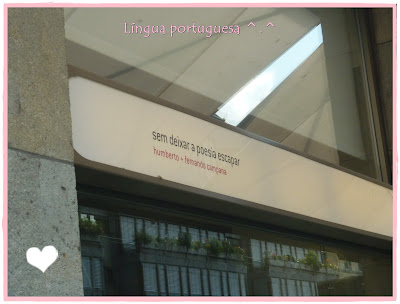 Língua portuguesa ^.^
sem deixar a poesia escapar
humberto + fernando campana